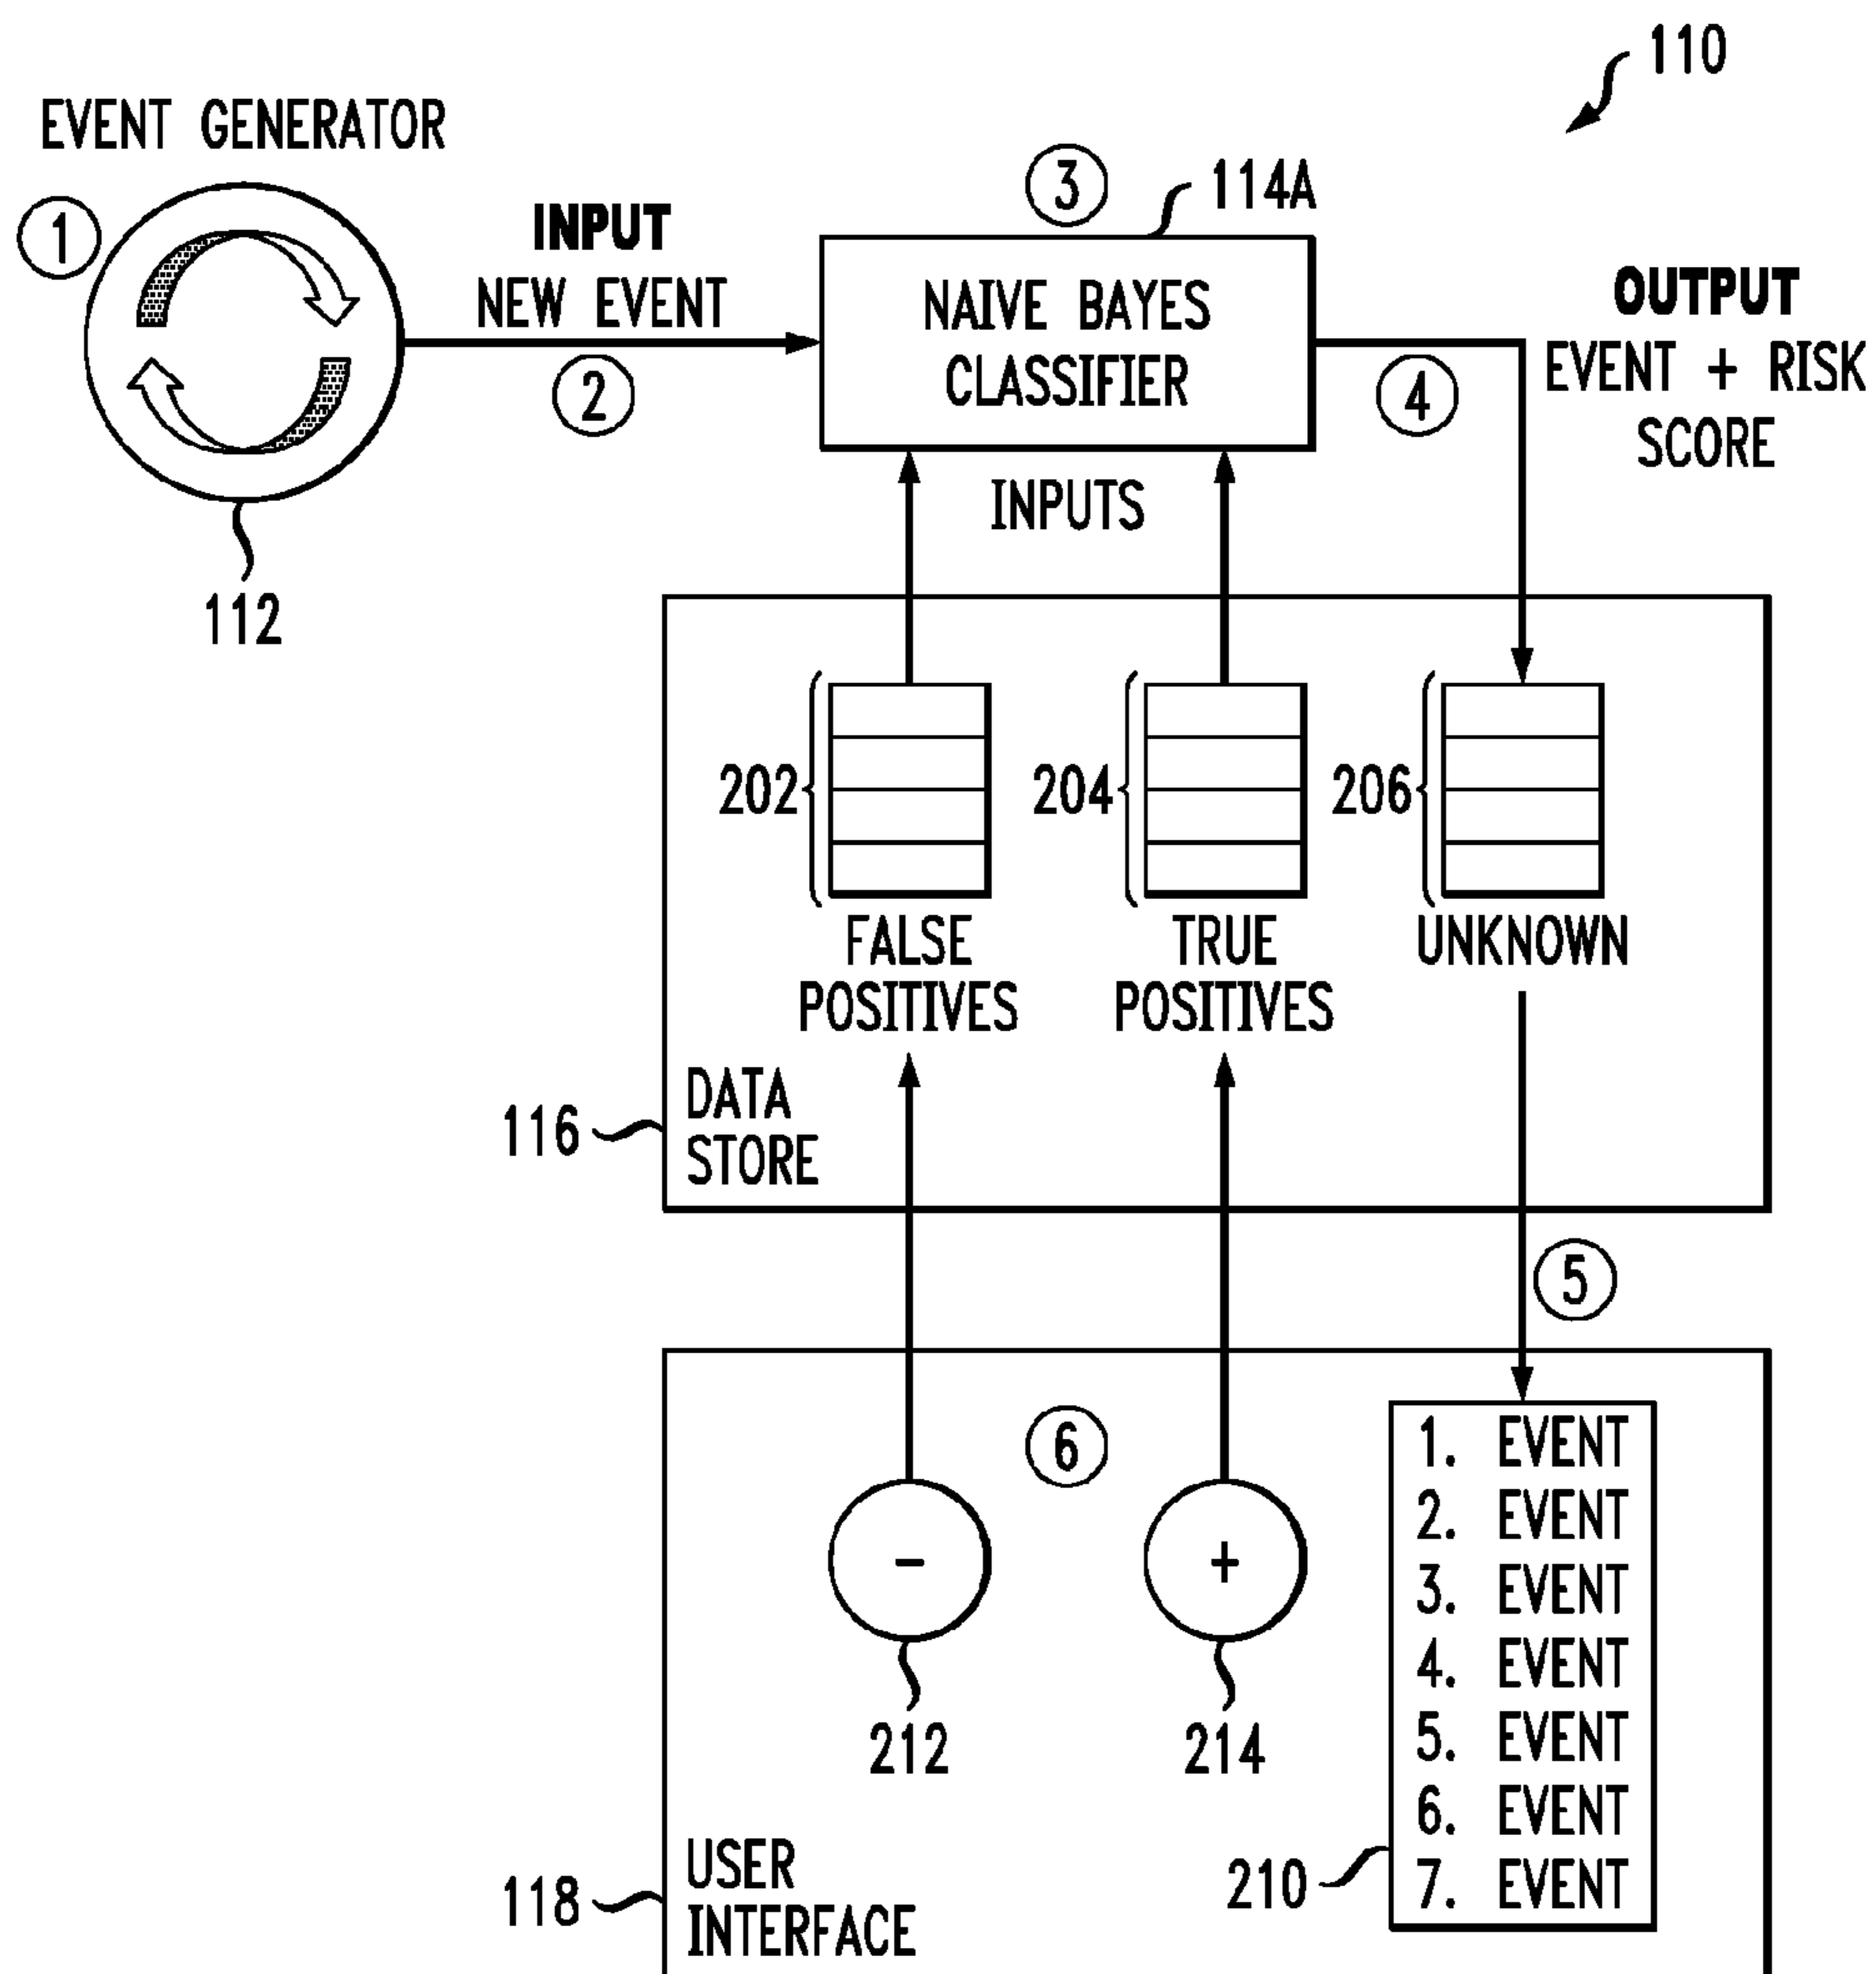 110
EVENT GENERATOR
1
112
INPUT
NEW EVENT
2
3
114A
NAIVE BAYES
CLASSIFIER
4
OUTPUT
EVENT + RISK
SCORE
INPUTS
202
FALSE
POSITIVES
204
TRUE
POSITIVES
206
UNKNOWN
116
DATA
STORE
5
6
-
212
+
214
1. EVENT
2. EVENT
3. EVENT
4. EVENT
5. EVENT
6. EVENT
7. EVENT
210
118
USER
INTERFACE